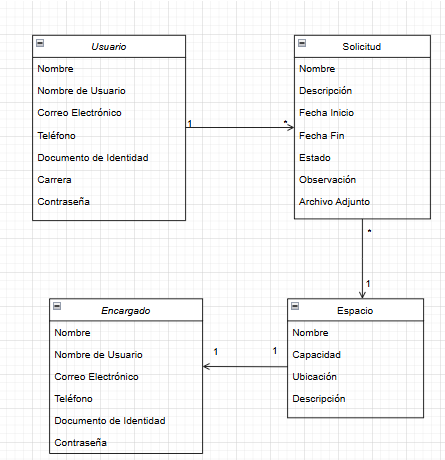 Usuario
Nombre
Nombre de Usuario
Correo Electrónico
Teléfono
Documento de Identidad
Carrera
Contraseña
1
*
Solicitud
Nombre
Descripción
Fecha Inicio
Fecha Fin
Estado
Observación
Archivo Adjunto
*
1
Encargado
Nombre
Nombre de Usuario
Correo Electrónico
Teléfono
Documento de Identidad
Contraseña
1
1
Espacio
Nombre
Capacidad
Ubicación
Descripción